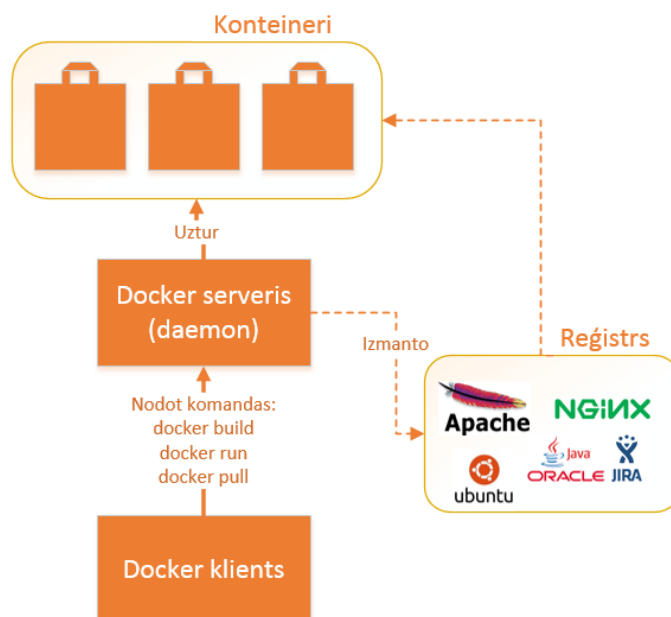 Konteineri
Uztur
Docker serveris
(daemon)
Izmanto
Reģistrs
Nodot komandas:
docker build
docker run
docker pull
Apache
NGINX
ubuntu
Java
ORACLE
JIRA
Docker klients